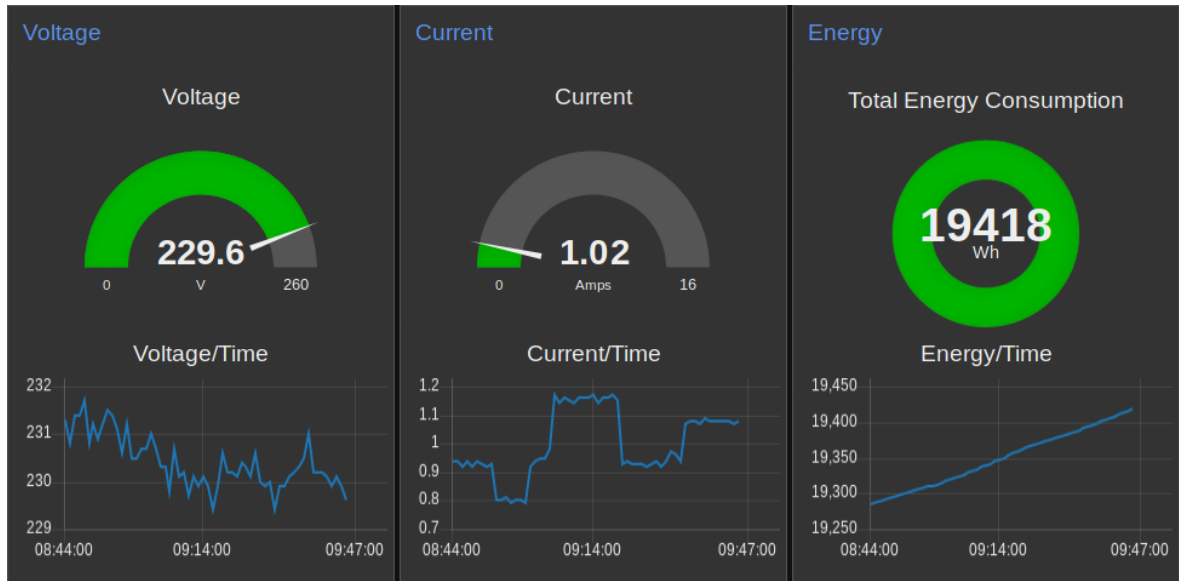 Voltage
Voltage
229.6
0
V
260
Voltage/Time
232
231
230
229
08:44:00
09:14:00
09:47:00
Current
Current
1.02
0
Amps
16
Current/Time
1.2
1.1
1
0.9
0.8
0.7
08:44:00
09:14:00
09:47:00
Energy
Total Energy Consumption
19418
Wh
Energy/Time
19,450
19,400
19,350
19,300
19,250
08:44:00
09:14:00
09:47:00